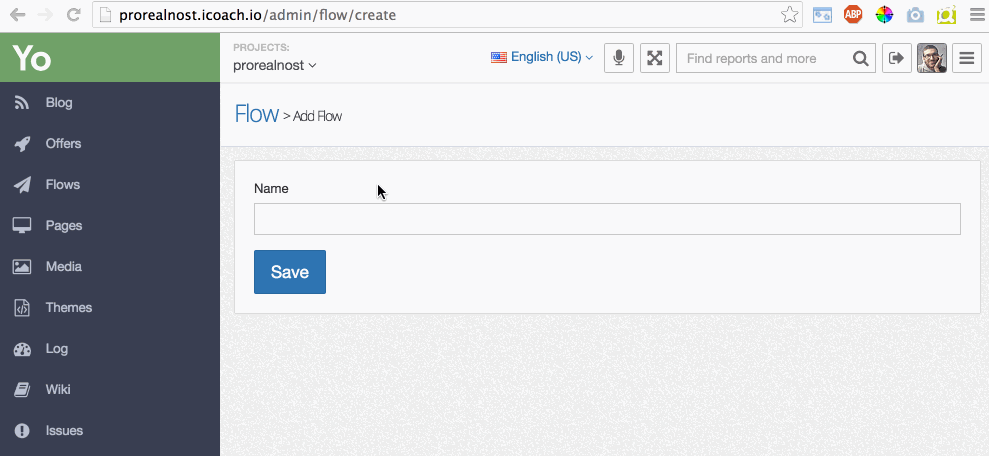 prorealnost.icoach.io/admin/flow/create
ABP
Yo
PROJECTS:
prorealnost
English (US)
Find reports and more
Blog
Offers
Flows
Pages
Media
Themes
Log
Wiki
Issues
Flow > Add Flow
Name
Save